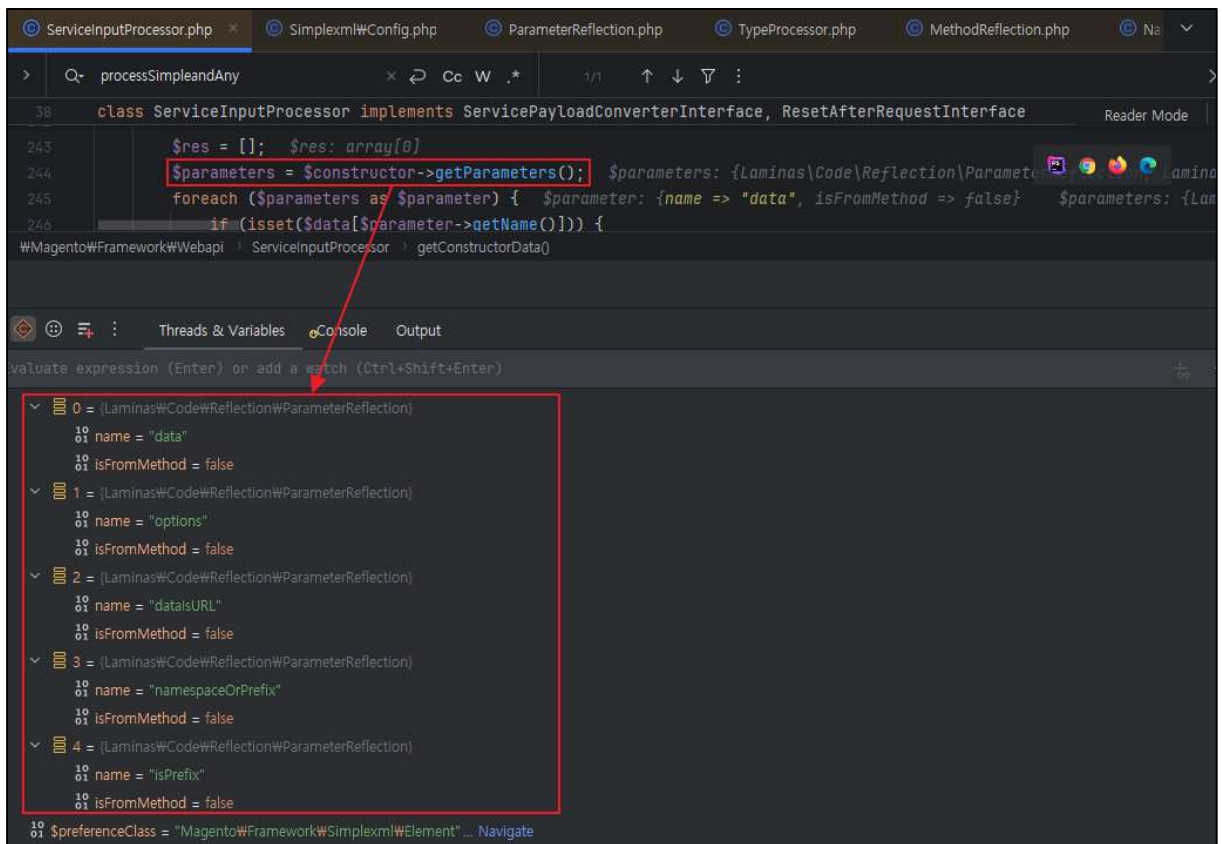 ServiceInputProcessor.php × Simplexml₩Config.php ParameterReflection.php TypeProcessor.php MethodReflection.php Na
processSimpleandAny × Cc W .* 1/1
38 class ServiceInputProcessor implements ServicePayloadConverterInterface, ResetAfterRequestInterface Reader Mode
243 $res = []; $res: array[0]
244 $parameters = $constructor->getParameters(); $parameters: {Laminas\Code\Reflection\Paramete
245 foreach ($parameters as $parameter) { $parameter: {name => "data", isFromMethod => false} $parameters: {Lam
246 if (isset($data[$parameter->getName()])) {
₩Magento₩Framework₩Webapi ServiceInputProcessor getConstructorData()
Threads & Variables Console Output
valuate expression (Enter) or add a watch (Ctrl+Shift+Enter)
0 = {Laminas₩Code₩Reflection₩ParameterReflection}
name = "data"
isFromMethod = false
1 = {Laminas₩Code₩Reflection₩ParameterReflection}
name = "options"
isFromMethod = false
2 = {Laminas₩Code₩Reflection₩ParameterReflection}
name = "dataIsURL"
isFromMethod = false
3 = {Laminas₩Code₩Reflection₩ParameterReflection}
name = "namespaceOrPrefix"
isFromMethod = false
4 = {Laminas₩Code₩Reflection₩ParameterReflection}
name = "isPrefix"
isFromMethod = false
$preferenceClass = "Magento₩Framework₩Simplexml₩Element"... Navigate